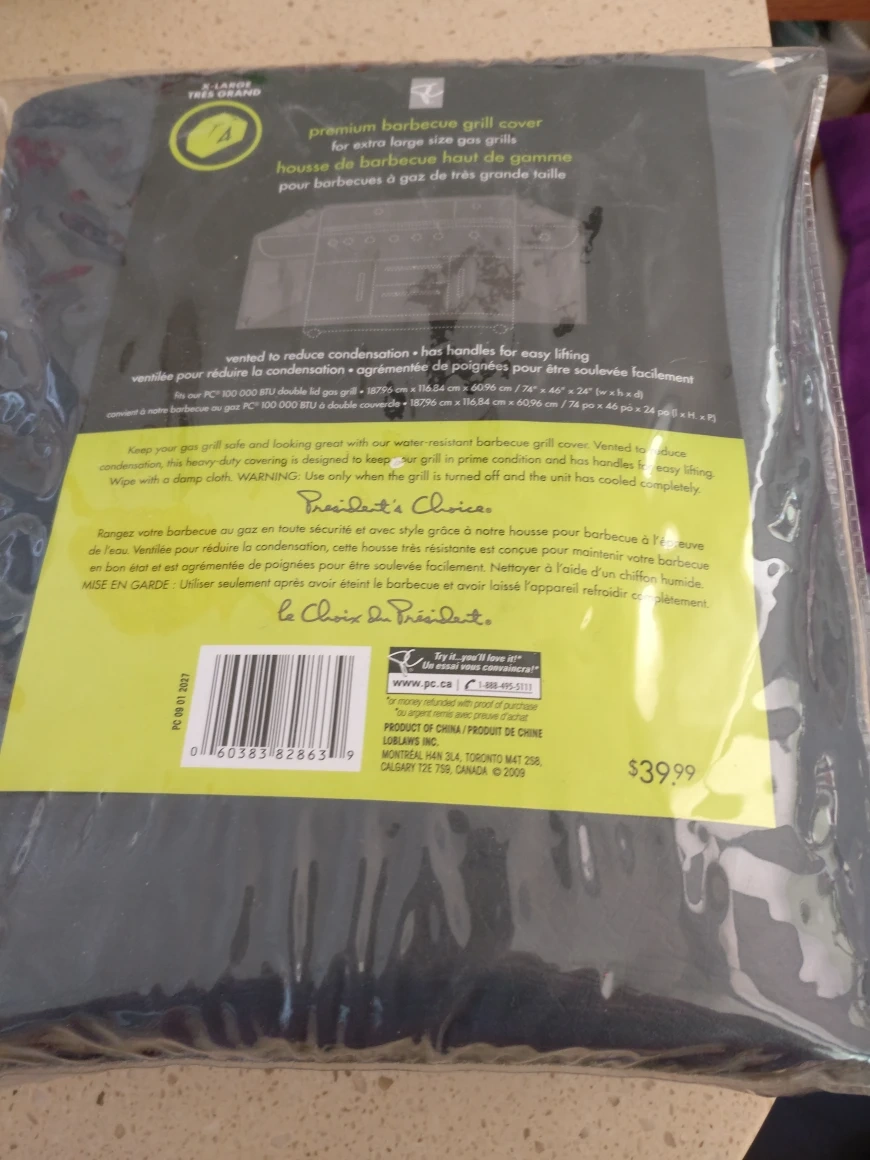 X-LARGE
TRÈS GRAND
A
premium barbecue grill cover
for extra large size gas grills
housse de barbecue haut de gamme
pour barbecues à gaz de très grande taille
vented to reduce condensation • has handles for easy lifting
ventilée pour réduire la condensation • agrémentée de poignées pour être soulevée facilement
Fits our PC® 100 000 BTU double lid gas grill • 187.96 cm x 116.84 cm x 60.96 cm / 74" x 46" x 24" (w x h x d)
convient à notre barbecue au gaz PC® 100 000 BTU à double couvercle • 187,96 cm x 116,84 cm x 60,96 cm / 74 po x 46 po x 24 po (l x H. x P)
Keep your gas grill safe and looking great with our water-resistant barbecue grill cover. Vented to reduce
condensation, this heavy-duty covering is designed to keep your grill in prime condition and has handles for easy lifting.
Wipe with a damp cloth. WARNING: Use only when the grill is turned off and the unit has cooled completely.
President's Choice®
Rangez votre barbecue au gaz en toute sécurité et avec style grâce à notre housse pour barbecue à l'épreuve
de l'eau. Ventilée pour réduire la condensation, cette housse très résistante est conçue pour maintenir votre barbecue
en bon état et est agrémentée de poignées pour être soulevée facilement. Nettoyer à l'aide d'un chiffon humide.
MISE EN GARDE : Utiliser seulement après avoir éteint le barbecue et avoir laissé l'appareil refroidir complètement.
le Choix du Président®
PC 09 01 2027
0 60383 82863 9
Try it...you'll love it!*
Un essai vous convaincra!*
www.pc.ca | 1-888-495-5111
*or money refunded with proof of purchase
*ou argent remis avec preuve d'achat
PRODUCT OF CHINA / PRODUIT DE CHINE
LOBLAWS INC.
MONTRÉAL H4N 3L4, TORONTO M4T 2S8,
CALGARY T2E 7S9, CANADA © 2009
$39.99